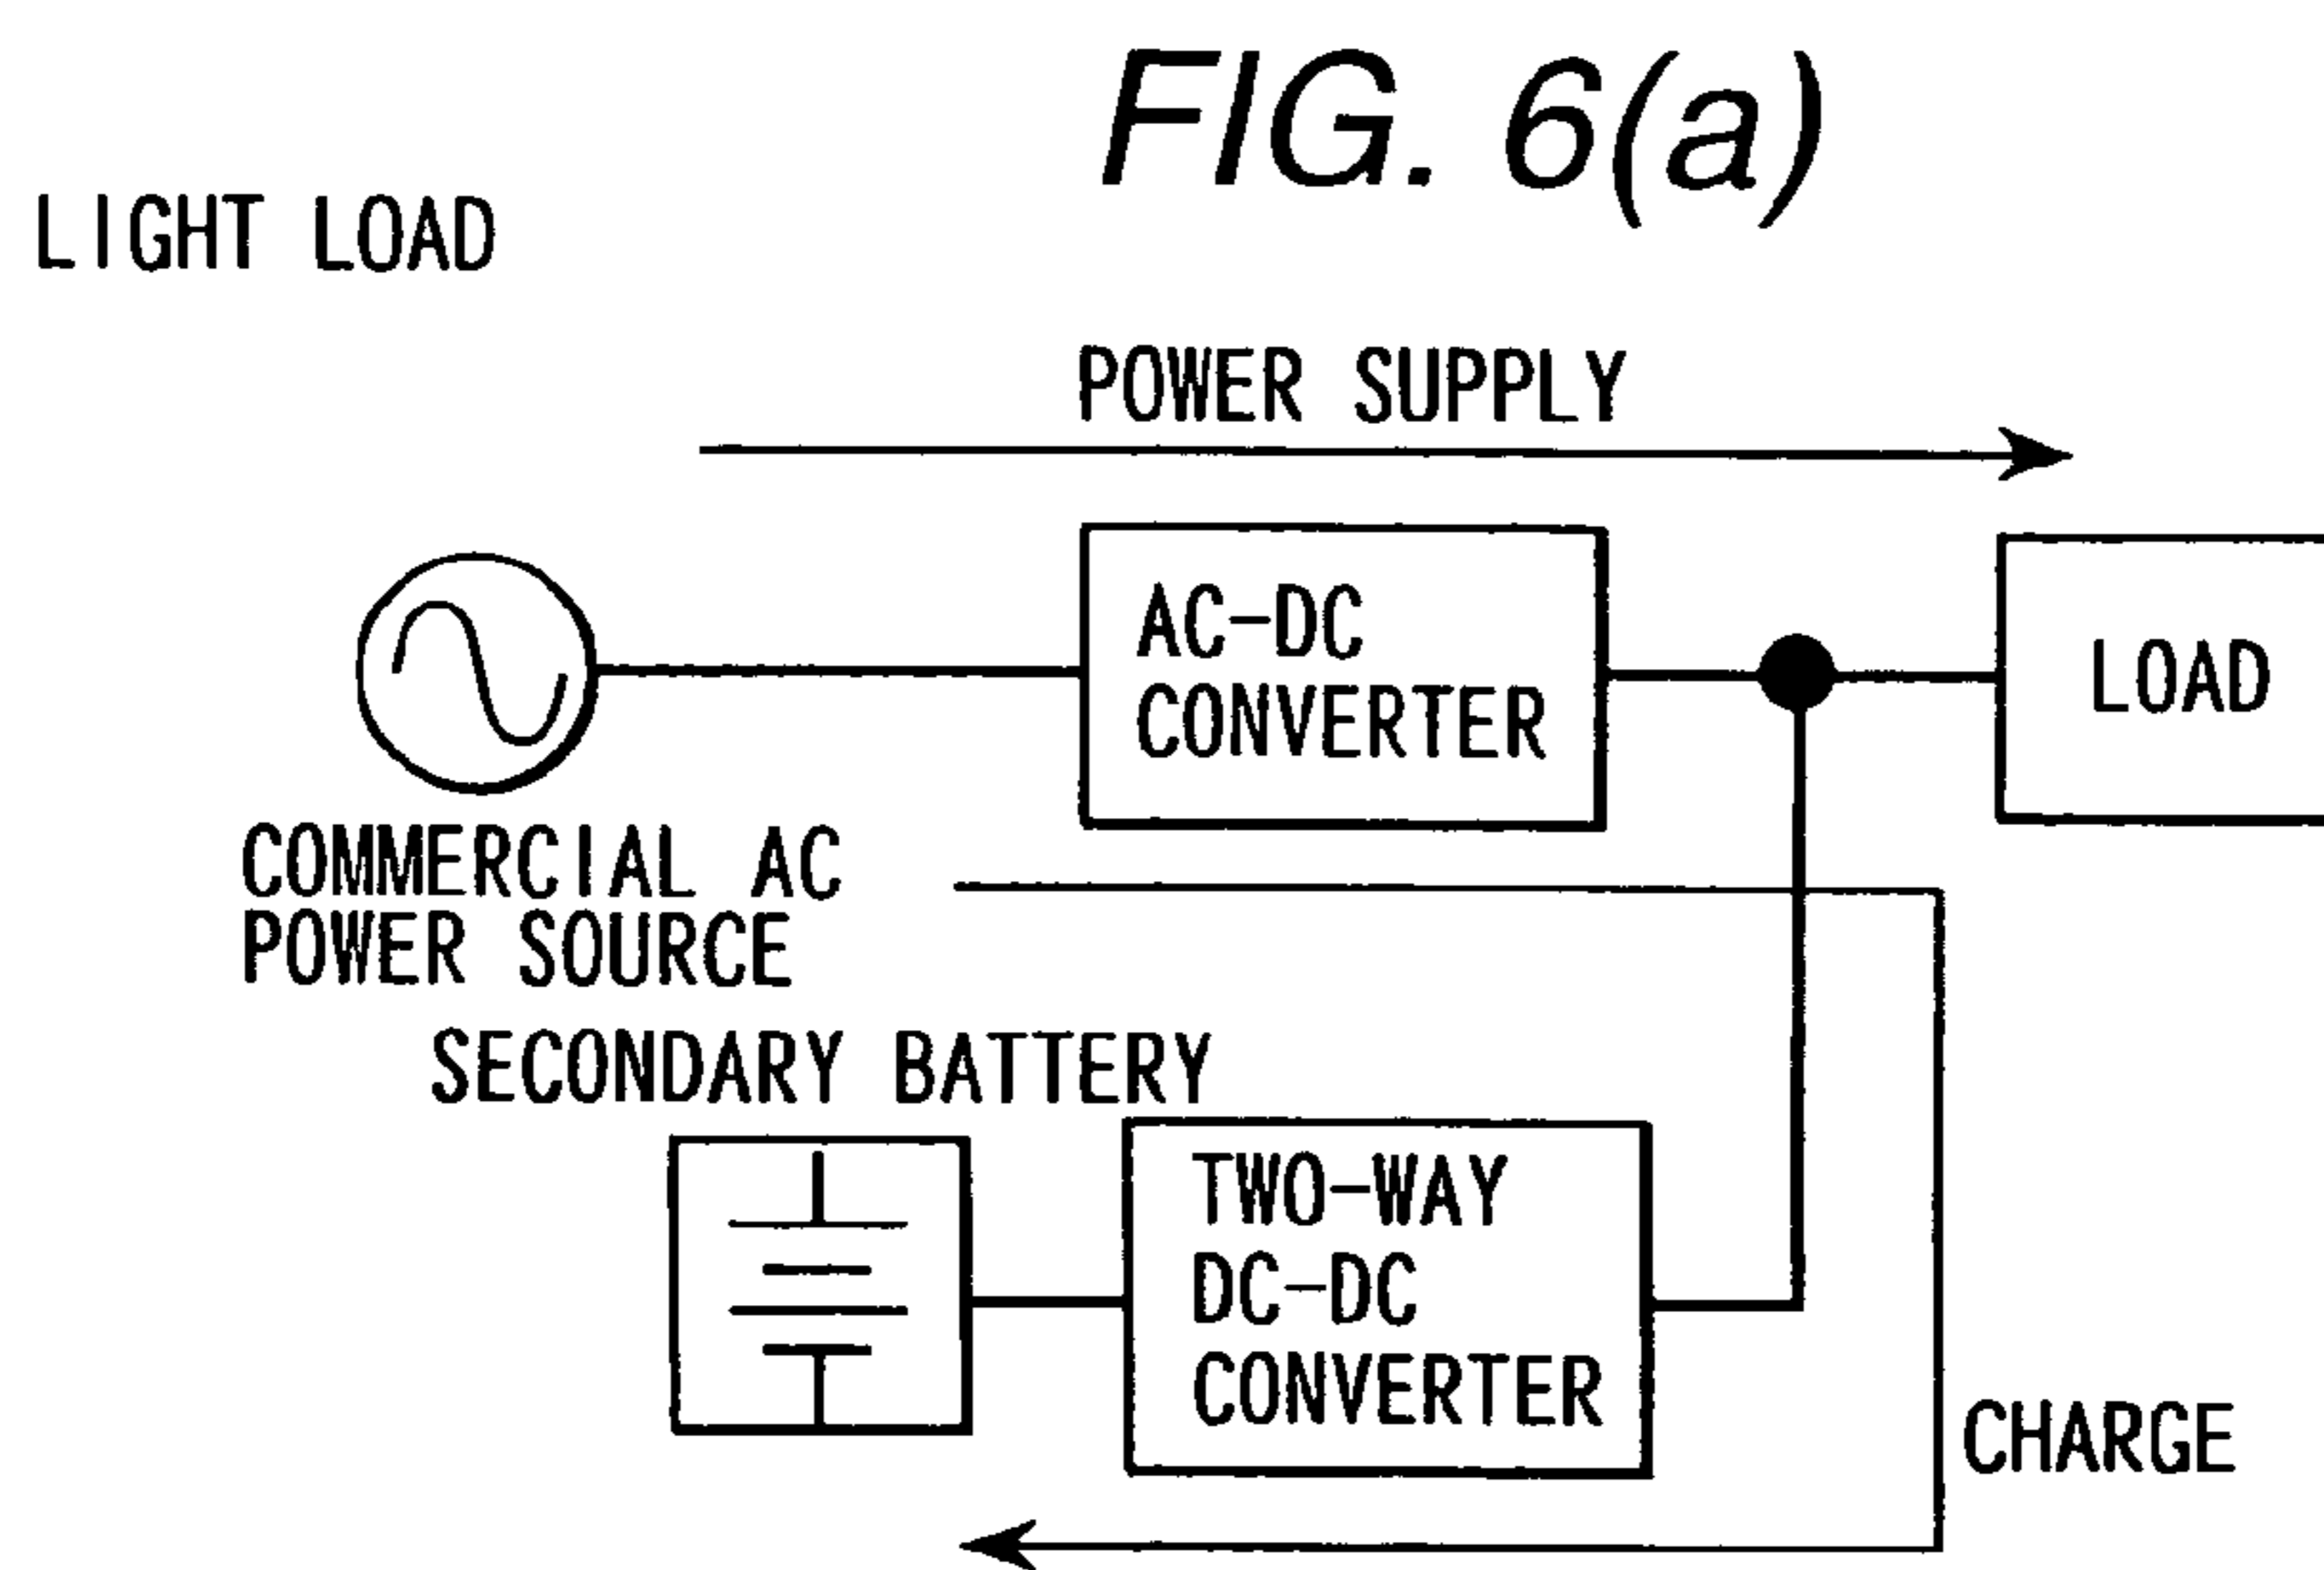 FIG. 6(a)
LIGHT LOAD
POWER SUPPLY
AC-DC
CONVERTER
LOAD
COMMERCIAL AC
POWER SOURCE
SECONDARY BATTERY
TWO-WAY
DC-DC
CONVERTER
CHARGE